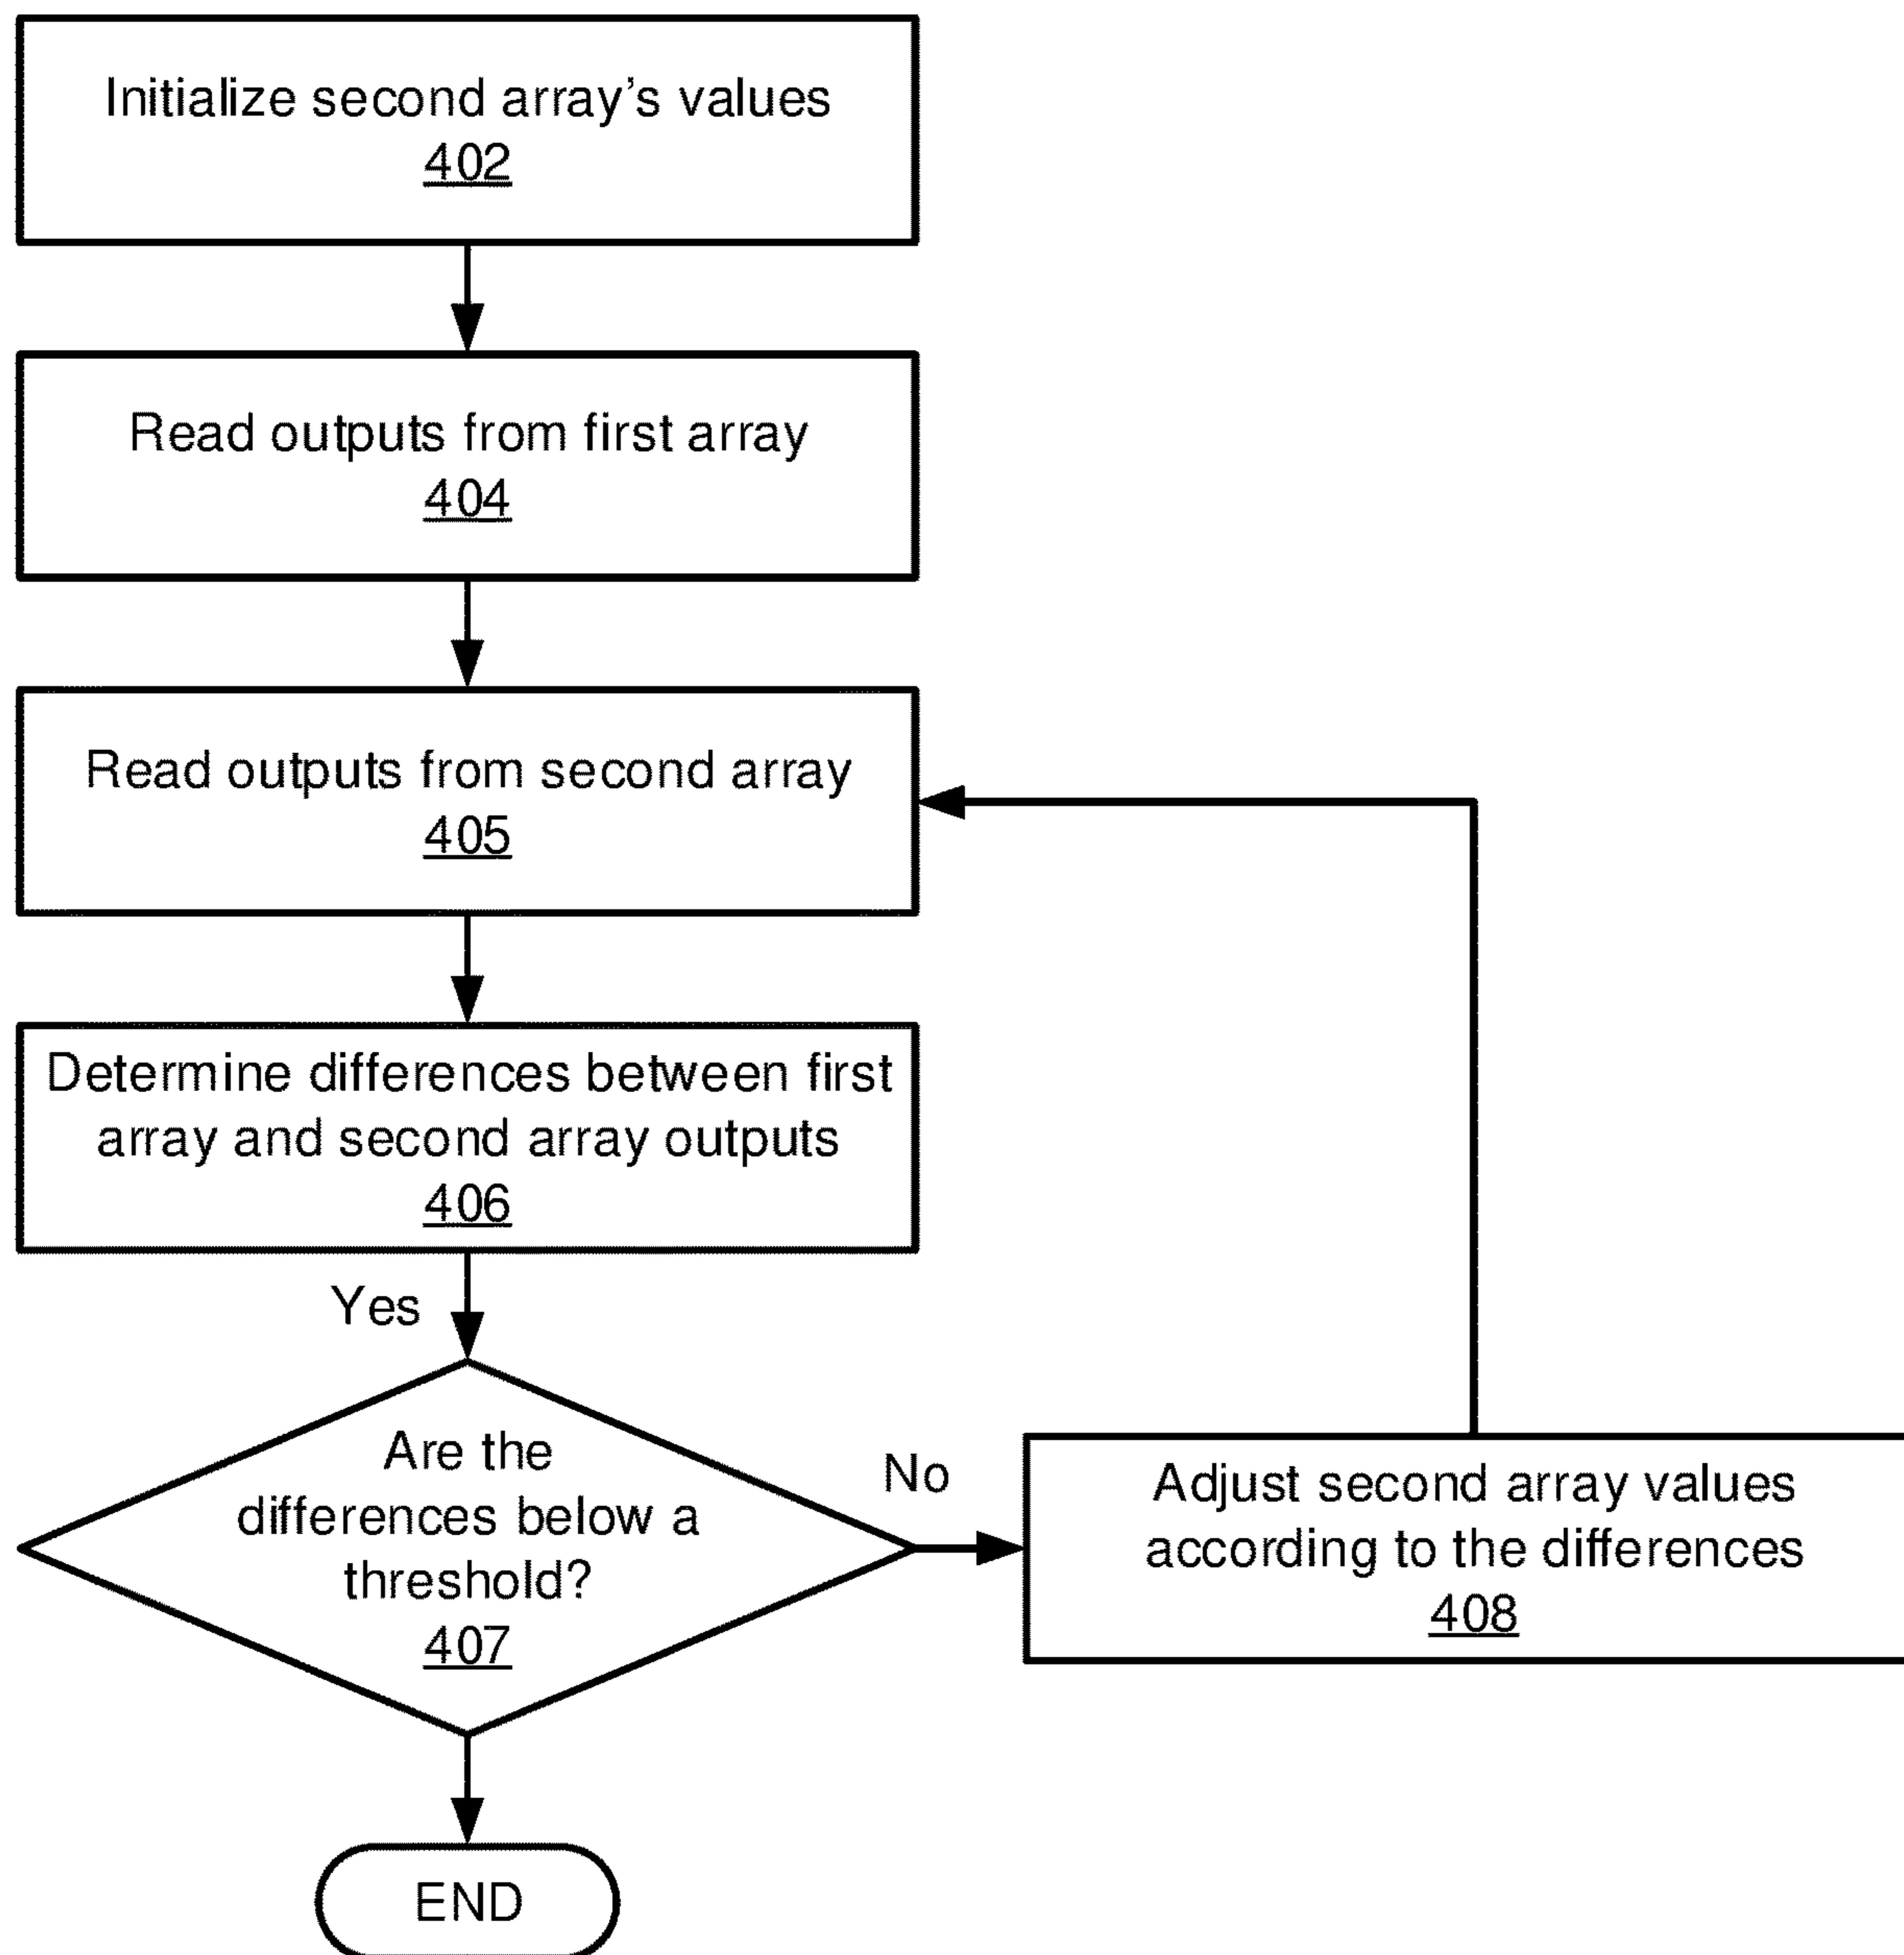 Initialize second array's values
402
Read outputs from first array
404
Read outputs from second array
405
Determine differences between first
array and second array outputs
406
Yes
Are the
differences below a
threshold?
407
No
Adjust second array values
according to the differences
408
END